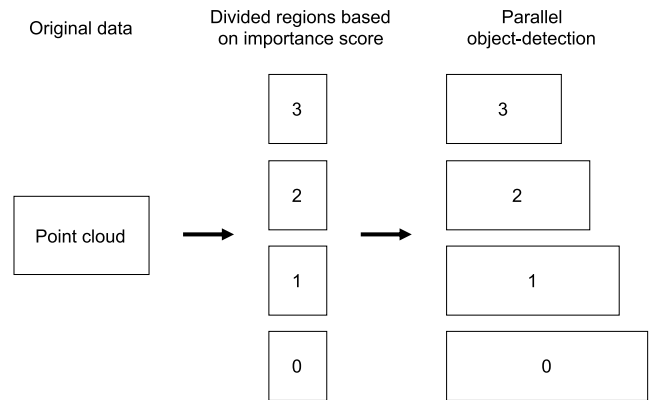 Original data
Divided regions based
on importance score
Parallel
object-detection
3
3
2
2
Point cloud
1
1
0
0